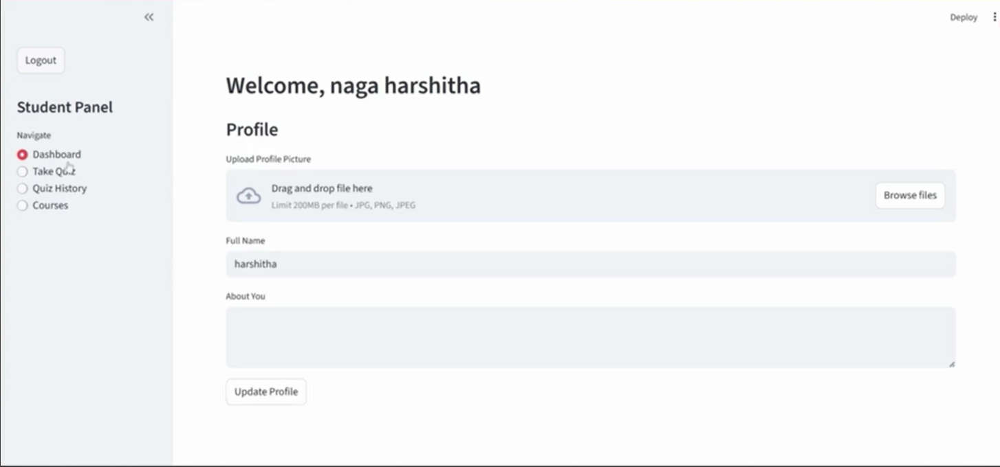 Deploy
Logout
Student Panel
Navigate
Dashboard
Take Quiz
Quiz History
Courses
Welcome, naga harshitha
Profile
Upload Profile Picture
Drag and drop file here
Limit 200MB per file • JPG, PNG, JPEG
Browse files
Full Name
harshitha
About You
Update Profile